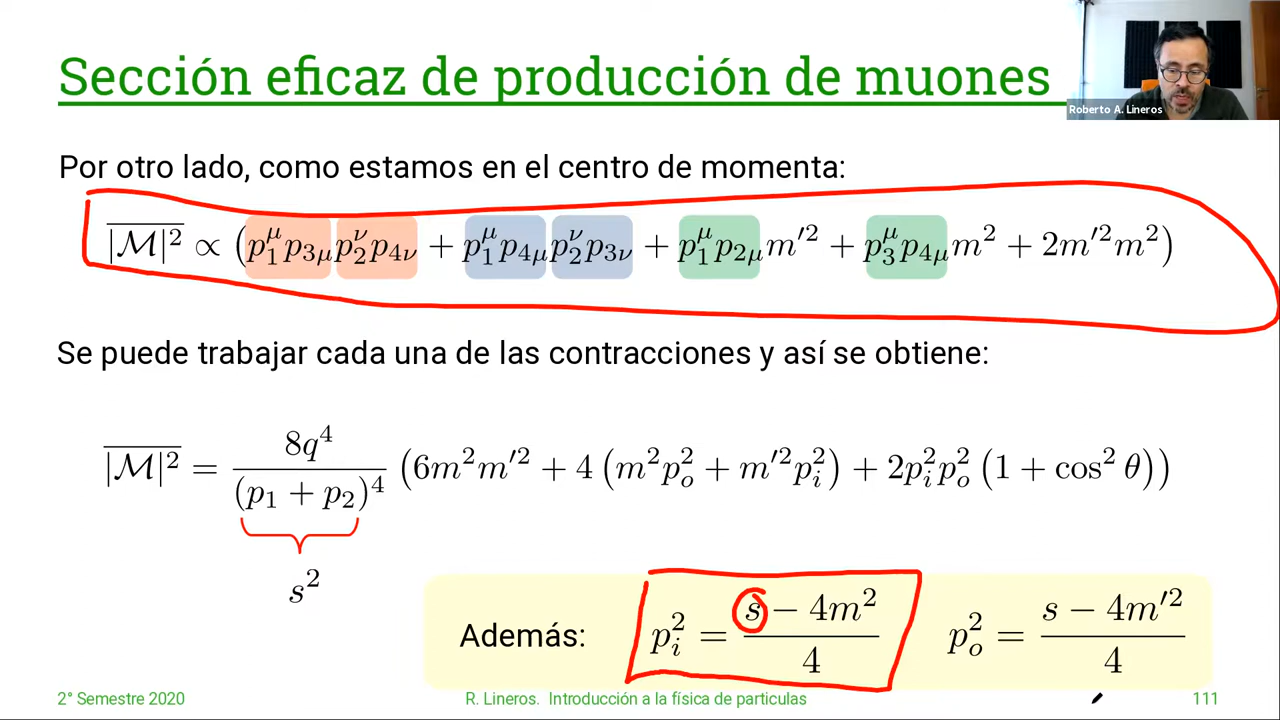 Sección eficaz de producción de muones
Roberto A. Lineros
Por otro lado, como estamos en el centro de momenta:
$\overline{|\mathcal{M}|^2} \propto (p_1^\mu p_{3\mu} p_2^\nu p_{4\nu} + p_1^\mu p_{4\mu} p_2^\nu p_{3\nu} + p_1^\mu p_{2\mu} m'^2 + p_3^\mu p_{4\mu} m^2 + 2m'^2 m^2)$
Se puede trabajar cada una de las contracciones y así se obtiene:
$\overline{|\mathcal{M}|^2} = \frac{8q^4}{(p_1 + p_2)^4} \left(6m^2 m'^2 + 4\left(m^2 p_o^2 + m'^2 p_i^2\right) + 2p_i^2 p_o^2 \left(1 + \cos^2 \theta\right)\right)$
$s^2$
Además: $p_i^2 = \frac{s - 4m^2}{4}$ $p_o^2 = \frac{s - 4m'^2}{4}$
2° Semestre 2020 R. Lineros. Introducción a la física de particulas 111